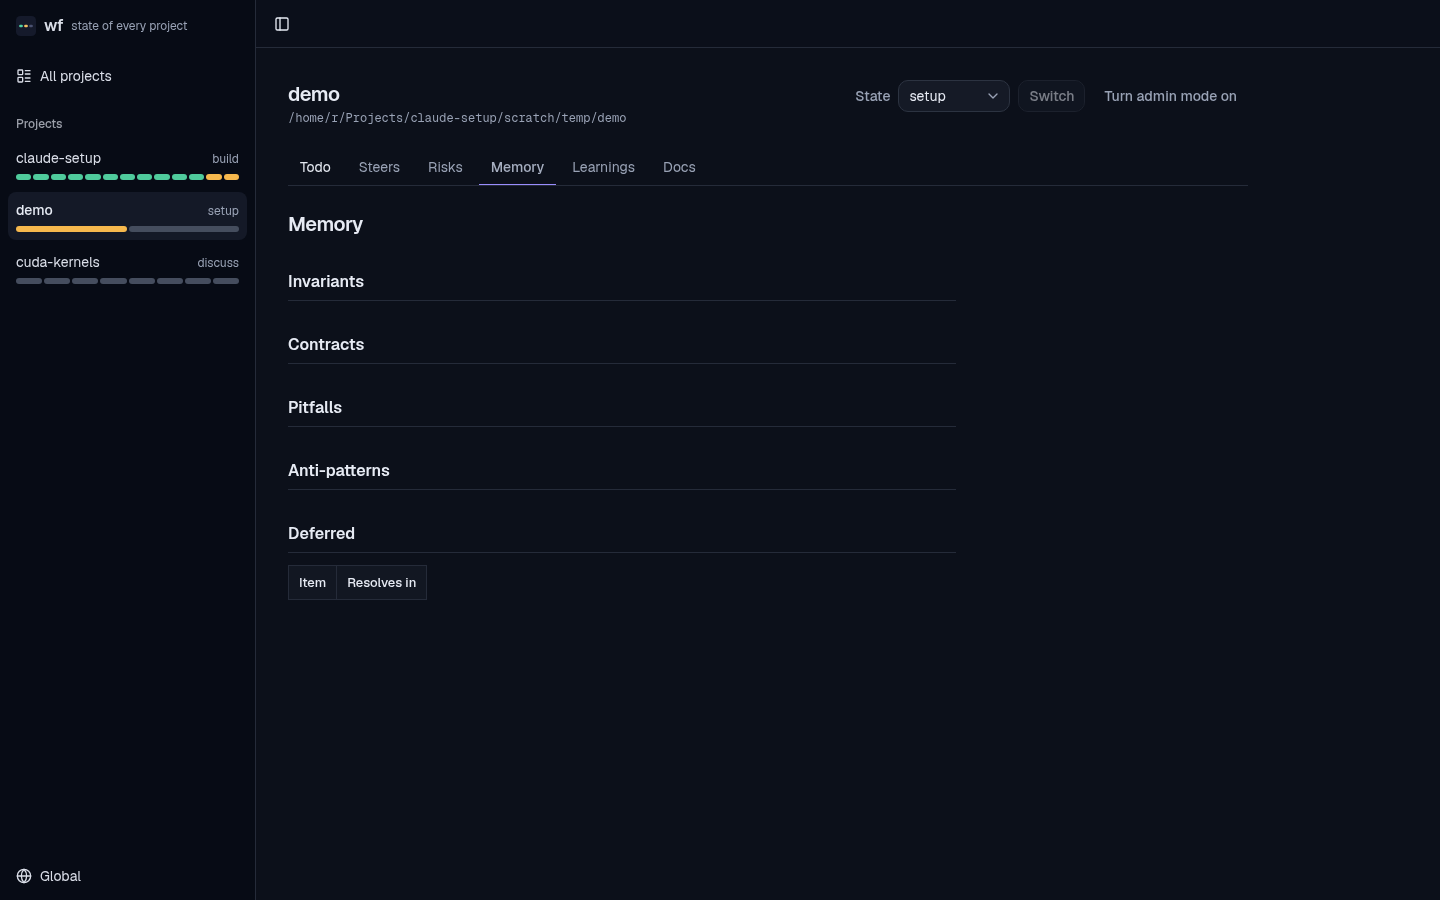 wf state of every project
All projects
Projects
claude-setup build
demo setup
cuda-kernels discuss
Global
demo
/home/r/Projects/claude-setup/scratch/temp/demo
State setup Switch Turn admin mode on
Todo Steers Risks Memory Learnings Docs
Memory
Invariants
Contracts
Pitfalls
Anti-patterns
Deferred
Item Resolves in